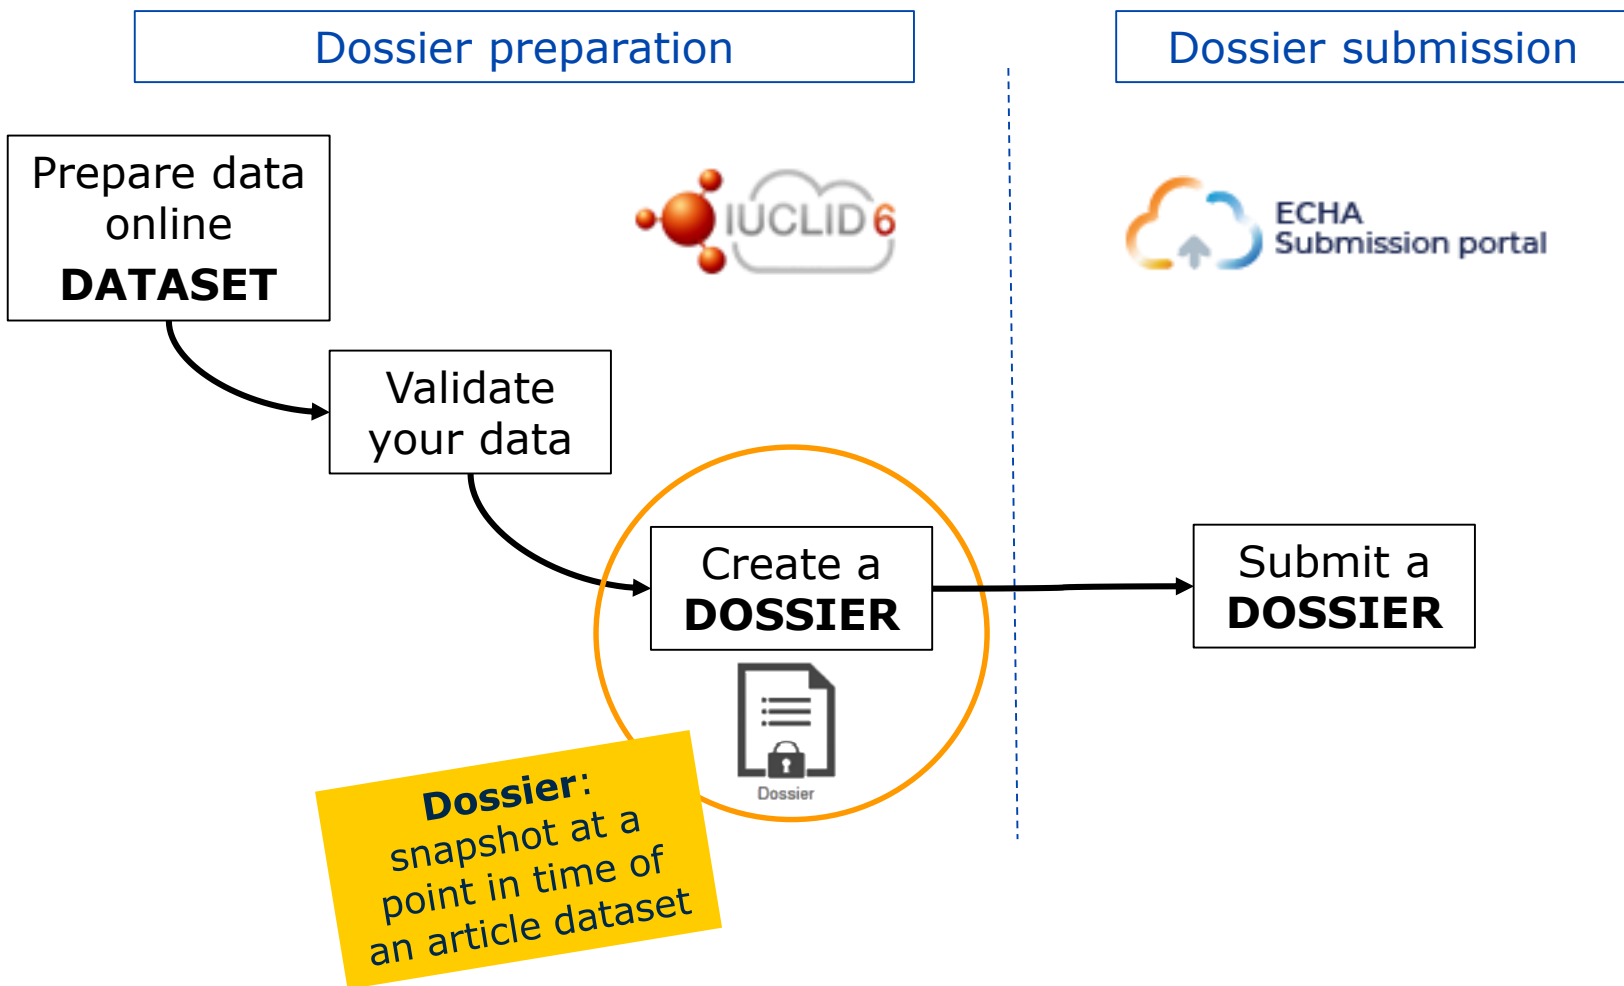 Dossier preparation
Dossier submission
Prepare data
online
DATASET
IUCLID 6
ECHA
Submission portal
Validate
your data
Create a
DOSSIER
Submit a
DOSSIER
Dossier
Dossier:
snapshot at a
point in time of
an article dataset